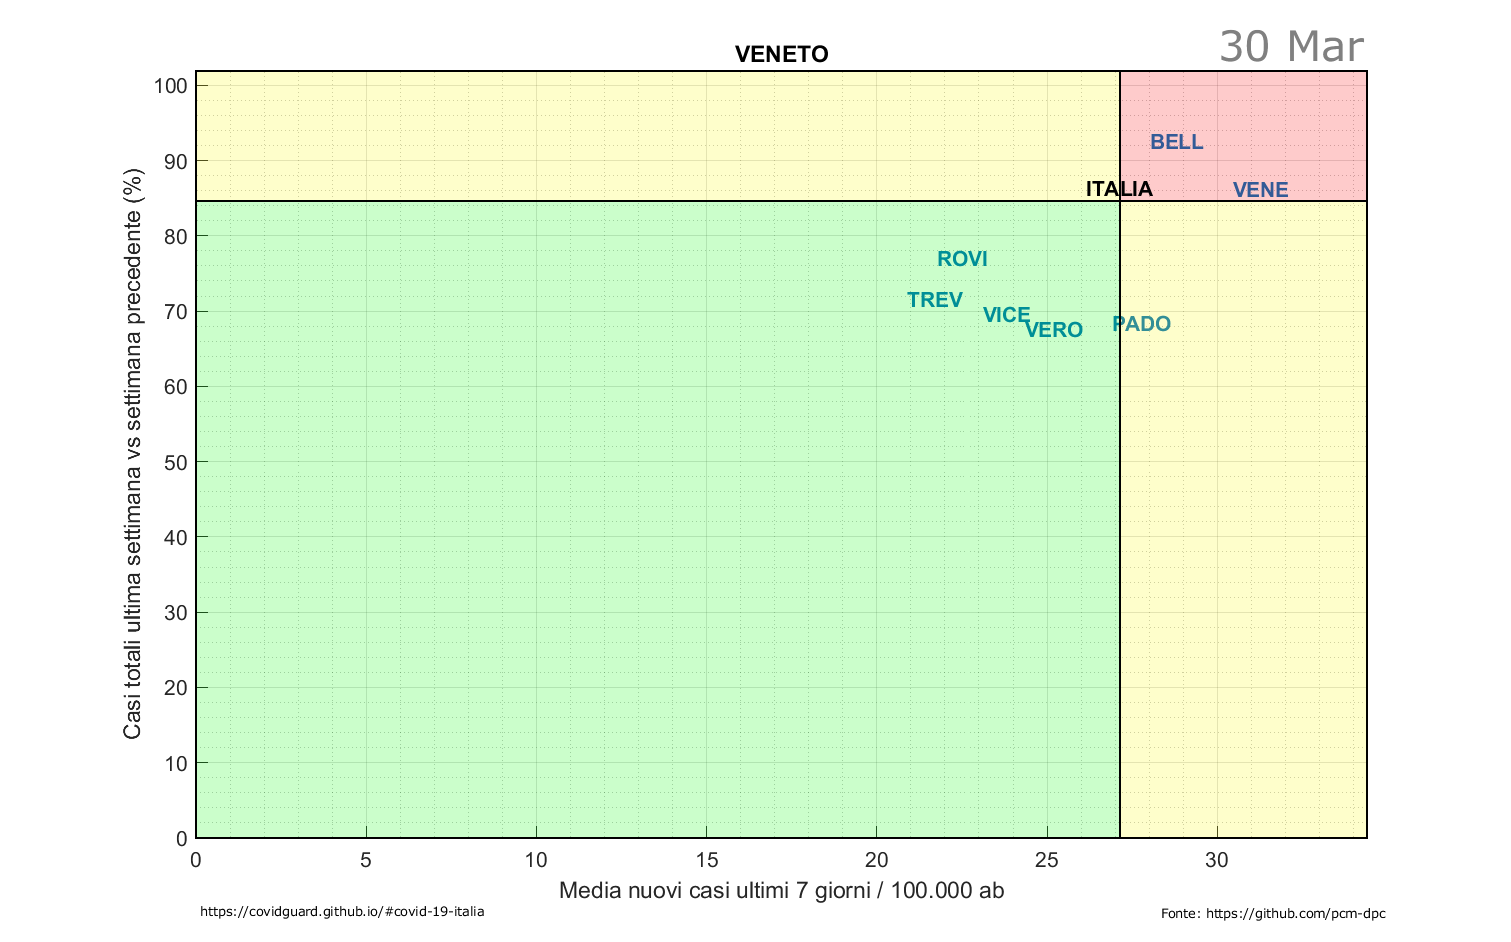 30 Mar
VENETO
Casi totali ultima settimana vs settimana precedente (%)
100
90
80
70
60
50
40
30
20
10
0
BELL
ITALIA
VENE
ROVI
TREV
VICE
VERO
PADO
0 5 10 15 20 25 30
Media nuovi casi ultimi 7 giorni / 100.000 ab
https://covidguard.github.io/#covid-19-italia
Fonte: https://github.com/pcm-dpc